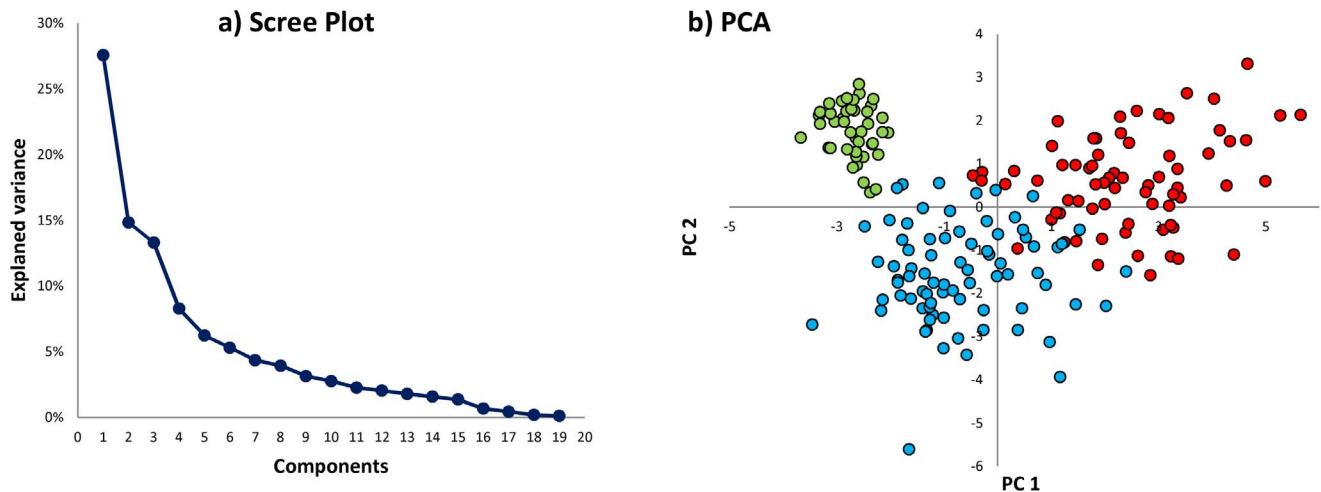 a) Scree Plot
30%
25%
20%
15%
10%
5%
0%
Explaned variance
0 1 2 3 4 5 6 7 8 9 10 11 12 13 14 15 16 17 18 19 20
Components
b) PCA
4
3
2
1
0
-1
-2
-3
-4
-5
-6
PC 2
-5 -3 -1 1 3 5
PC 1